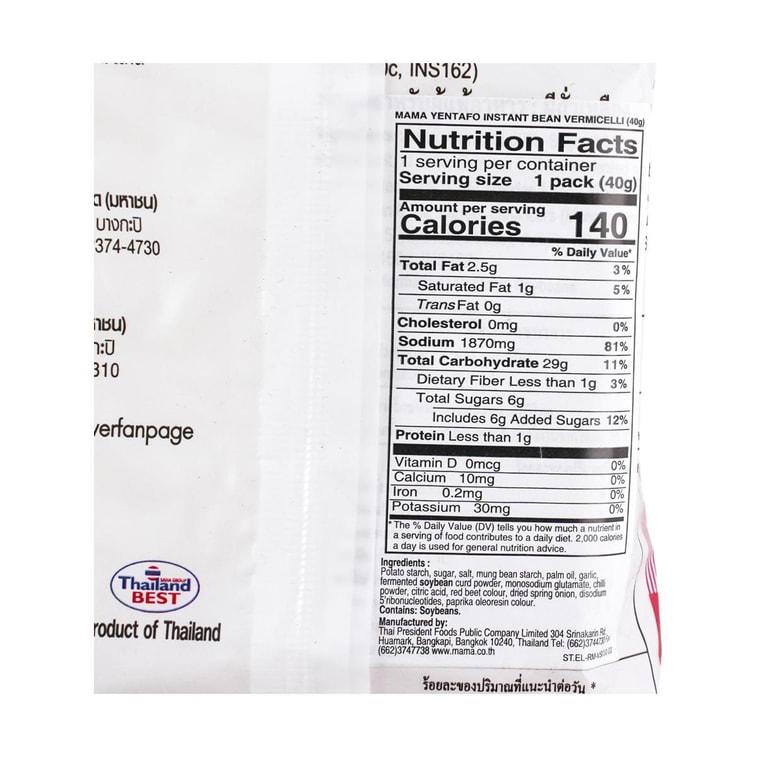 oc, INS162)
MAMA YENTAFO INSTANT BEAN VERMICELLI (40g)
Nutrition Facts
1 serving per container
Serving size 1 pack (40g)
Amount per serving
Calories 140
% Daily Value*
Total Fat 2.5g 3%
Saturated Fat 1g 5%
Trans Fat 0g
Cholesterol 0mg 0%
Sodium 1870mg 81%
Total Carbohydrate 29g 11%
Dietary Fiber Less than 1g 3%
Total Sugars 6g
Includes 6g Added Sugars 12%
Protein Less than 1g
Vitamin D 0mcg 0%
Calcium 10mg 0%
Iron 0.2mg 0%
Potassium 30mg 0%
*The % Daily Value (DV) tells you how much a nutrient in
a serving of food contributes to a daily diet. 2,000 calories
a day is used for general nutrition advice.
Ingredients :
Potato starch, sugar, salt, mung bean starch, palm oil, garlic,
fermented soybean curd powder, monosodium glutamate, chilli
powder, citric acid, red beet colour, dried spring onion, disodium
5'ribonucleotides, paprika oleoresin colour.
Contains: Soybeans.
Manufactured by:
Thai President Foods Public Company Limited 304 Srinakarin Rd.,
Huamark, Bangkapi, Bangkok 10240, Thailand Tel: (662)3744730
(662)3747738 www.mama.co.th
ร้อยละของปริมาณที่แนะนำต่อวัน *
ด (มหาชน)
บางกะปิ
374-4730
าชน)
กะปิ
310
verfanpage
MAMA GROUP
Thailand
BEST
roduct of Thailand